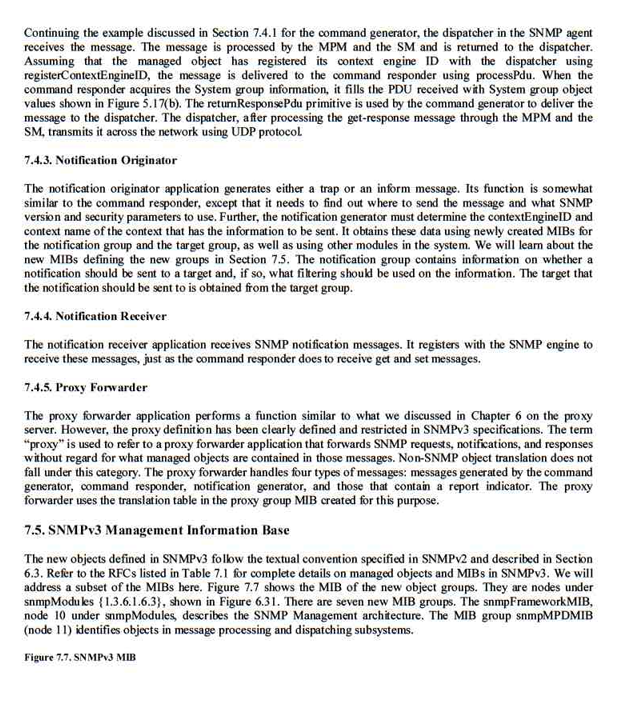 Continuing the example discussed in Section 7.4.1 for the command generator, the dispatcher in the SNMP agent
receives the message. The message is processed by the MPM and the SM and is returned to the dispatcher.
Assuming that the managed object has registered its context engine ID with the dispatcher using
registerContextEngineID, the message is delivered to the command responder using processPdu. When the
command responder acquires the System group information, it fills the PDU received with System group object
values shown in Figure 5.17(b). The returnResponsePdu primitive is used by the command generator to deliver the
message to the dispatcher. The dispatcher, after processing the get-response message through the MPM and the
SM, transmits it across the network using UDP protocol.
7.4.3. Notification Originator
The notification originator application generates either a trap or an inform message. Its function is somewhat
similar to the command responder, except that it needs to find out where to send the message and what SNMP
version and security parameters to use. Further, the notification generator must determine the contextEngineID and
context name of the context that has the information to be sent. It obtains these data using newly created MIBs for
the notification group and the target group, as well as using other modules in the system. We will learn about the
new MIBs defining the new groups in Section 7.5. The notification group contains information on whether a
notification should be sent to a target and, if so, what filtering should be used on the information. The target that
the notification should be sent to is obtained from the target group.
7.4.4. Notification Receiver
The notification receiver application receives SNMP notification messages. It registers with the SNMP engine to
receive these messages, just as the command responder does to receive get and set messages.
7.4.5. Proxy Forwarder
The proxy forwarder application performs a function similar to what we discussed in Chapter 6 on the proxy
server. However, the proxy definition has been clearly defined and restricted in SNMPv3 specifications. The term
“proxy” is used to refer to a proxy forwarder application that forwards SNMP requests, notifications, and responses
without regard for what managed objects are contained in those messages. Non-SNMP object translation does not
fall under this category. The proxy forwarder handles four types of messages: messages generated by the command
generator, command responder, notification generator, and those that contain a report indicator. The proxy
forwarder uses the translation table in the proxy group MIB created for this purpose.
7.5. SNMPv3 Management Information Base
The new objects defined in SNMPv3 follow the textual convention specified in SNMPv2 and described in Section
6.3. Refer to the RFCs listed in Table 7.1 for complete details on managed objects and MIBs in SNMPv3. We will
address a subset of the MIBs here. Figure 7.7 shows the MIB of the new object groups. They are nodes under
snmpModules {1.3.6.1.6.3}, shown in Figure 6.31. There are seven new MIB groups. The snmpFrameworkMIB,
node 10 under snmpModules, describes the SNMP Management architecture. The MIB group snmpMPDMIB
(node 11) identifies objects in message processing and dispatching subsystems.
Figure 7.7. SNMPv3 MIB